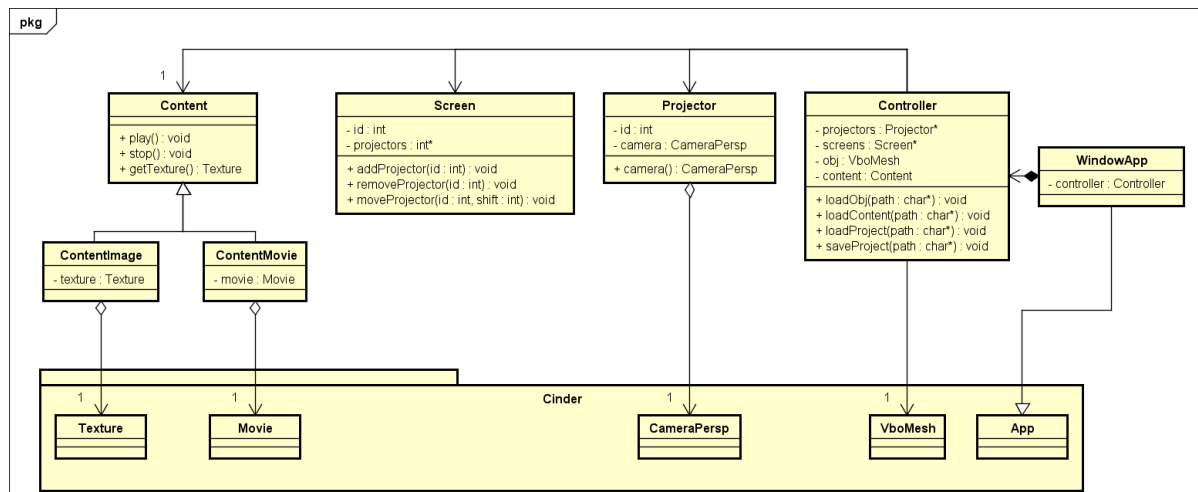 pkg
1
Content
+ play() : void
+ stop() : void
+ getTexture() : Texture
Screen
- id : int
- projectors : int*
+ addProjector(id : int) : void
+ removeProjector(id : int) : void
+ moveProjector(id : int, shift : int) : void
Projector
- id : int
- camera : CameraPersp
+ camera() : CameraPersp
Controller
- projectors : Projector*
- screens : Screen*
- obj : VboMesh
- content : Content
+ loadObj(path : char*) : void
+ loadContent(path : char*) : void
+ loadProject(path : char*) : void
+ saveProject(path : char*) : void
WindowApp
- controller : Controller
ContentImage
- texture : Texture
ContentMovie
- movie : Movie
Cinder
1
1
1
1
Texture
Movie
CameraPersp
VboMesh
App